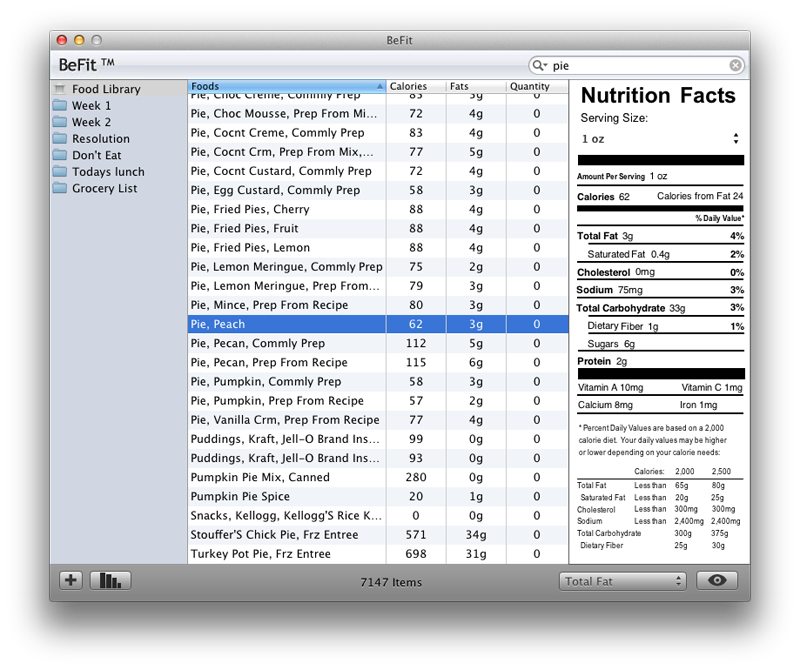 BeFit
BeFit ™
pie
Food Library
Week 1
Week 2
Resolution
Don't Eat
Todays lunch
Grocery List
Foods Calories Fats Quantity
Pie, Choc Creme, Commly Prep 83 5g 0
Pie, Choc Mousse, Prep From Mi... 72 4g 0
Pie, Cocnt Creme, Commly Prep 83 4g 0
Pie, Cocnt Crm, Prep From Mix,... 77 5g 0
Pie, Cocnt Custard, Commly Prep 72 4g 0
Pie, Egg Custard, Commly Prep 58 3g 0
Pie, Fried Pies, Cherry 88 4g 0
Pie, Fried Pies, Fruit 88 4g 0
Pie, Fried Pies, Lemon 88 4g 0
Pie, Lemon Meringue, Commly Prep 75 2g 0
Pie, Lemon Meringue, Prep From... 79 3g 0
Pie, Mince, Prep From Recipe 80 3g 0
Pie, Peach 62 3g 0
Pie, Pecan, Commly Prep 112 5g 0
Pie, Pecan, Prep From Recipe 115 6g 0
Pie, Pumpkin, Commly Prep 58 3g 0
Pie, Pumpkin, Prep From Recipe 57 2g 0
Pie, Vanilla Crm, Prep From Recipe 77 4g 0
Puddings, Kraft, Jell-O Brand Ins... 99 0g 0
Puddings, Kraft, Jell-O Brand Ins... 93 0g 0
Pumpkin Pie Mix, Canned 280 0g 0
Pumpkin Pie Spice 20 1g 0
Snacks, Kellogg, Kellogg'S Rice K... 0 0g 0
Stouffer'S Chick Pie, Frz Entree 571 34g 0
Turkey Pot Pie, Frz Entree 698 31g 0
Nutrition Facts
Serving Size:
1 oz
Amount Per Serving 1 oz
Calories 62 Calories from Fat 24
% Daily Value*
Total Fat 3g 4%
Saturated Fat 0.4g 2%
Cholesterol 0mg 0%
Sodium 75mg 3%
Total Carbohydrate 33g 3%
Dietary Fiber 1g 1%
Sugars 6g
Protein 2g
Vitamin A 10mg Vitamin C 1mg
Calcium 8mg Iron 1mg
* Percent Daily Values are based on a 2,000
calorie diet. Your daily values may be higher
or lower depending on your calorie needs:
Calories: 2,000 2,500
Total Fat Less than 65g 80g
Saturated Fat Less than 20g 25g
Cholesterol Less than 300mg 300mg
Sodium Less than 2,400mg 2,400mg
Total Carbohydrate 300g 375g
Dietary Fiber 25g 30g
7147 Items
Total Fat